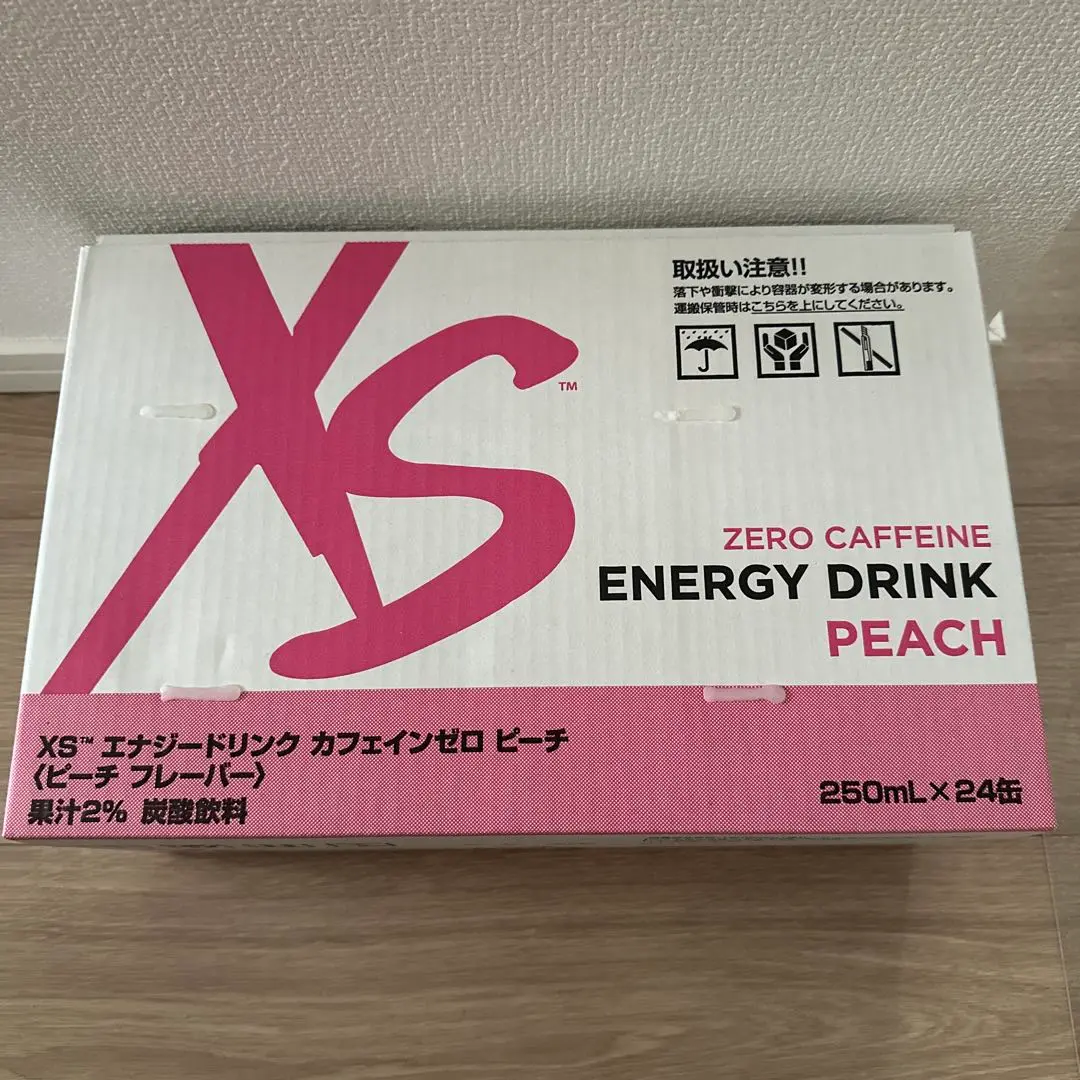 XS™
取扱い注意!!
落下や衝撃により容器が変形する場合があります。
運搬保管時はこちらを上にしてください。
ZERO CAFFEINE
ENERGY DRINK
PEACH
XS™ エナジードリンク カフェインゼロ ピーチ
〈ピーチ フレーバー〉
果汁2% 炭酸飲料
250mL×24缶